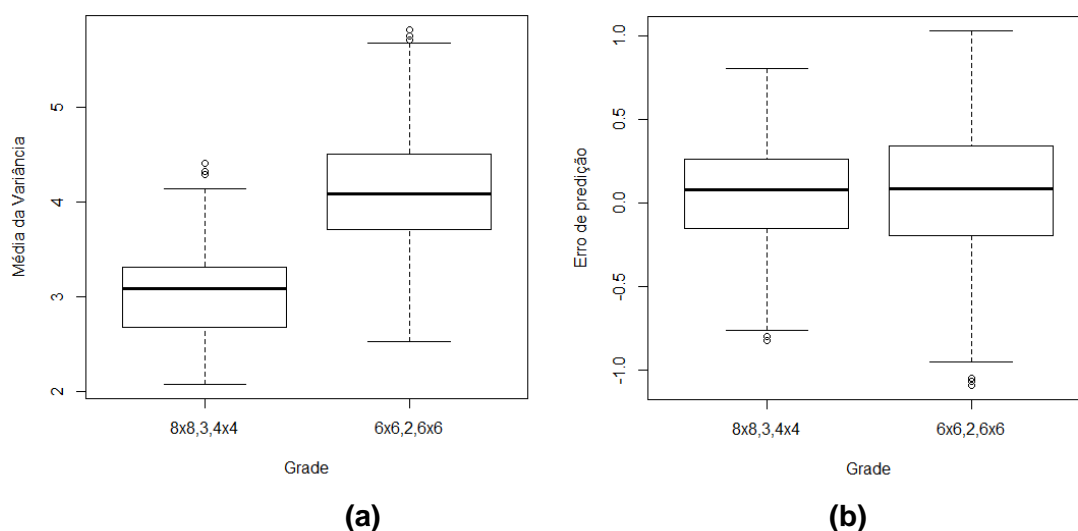 Média da Variância
5
4
3
2
8x8,3,4x4
6x6,2,6x6
Grade
(a)
Erro de predição
1.0
0.5
0.0
-0.5
-1.0
8x8,3,4x4
6x6,2,6x6
Grade
(b)